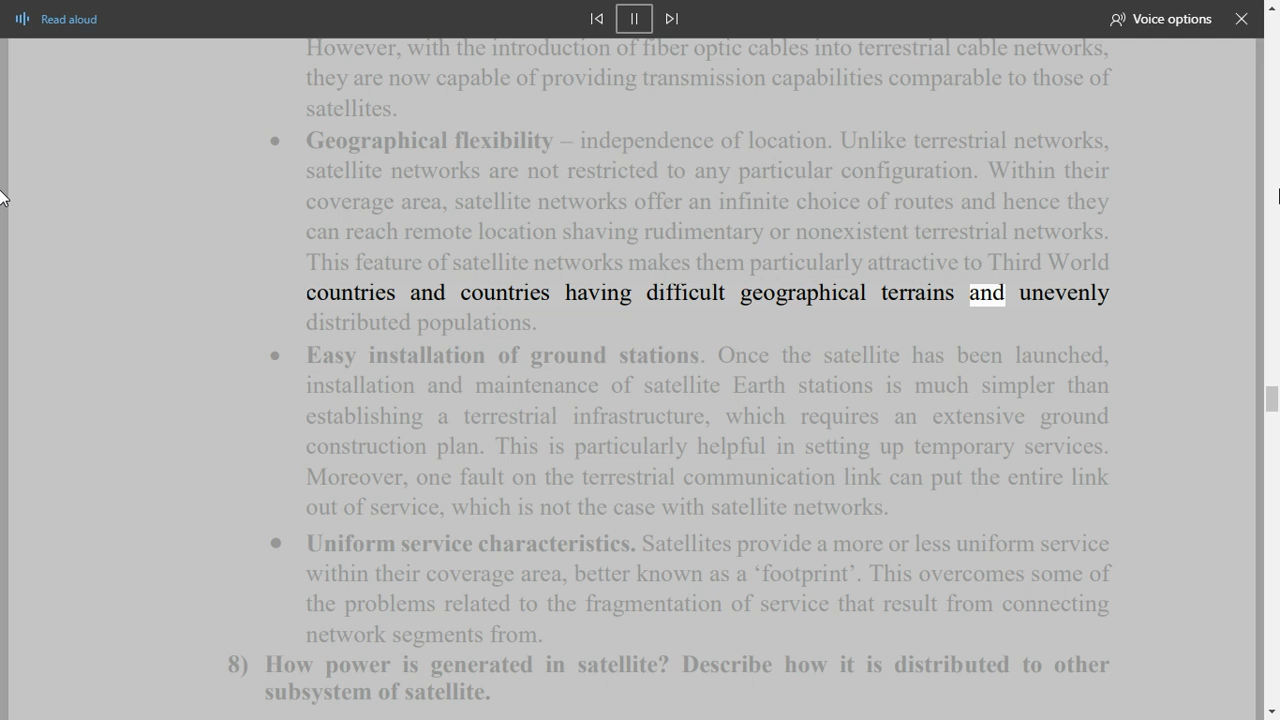 Read aloud
Voice options
However, with the introduction of fiber optic cables into terrestrial cable networks,
they are now capable of providing transmission capabilities comparable to those of
satellites.
• Geographical flexibility – independence of location. Unlike terrestrial networks,
satellite networks are not restricted to any particular configuration. Within their
coverage area, satellite networks offer an infinite choice of routes and hence they
can reach remote location shaving rudimentary or nonexistent terrestrial networks.
This feature of satellite networks makes them particularly attractive to Third World
countries and countries having difficult geographical terrains and unevenly
distributed populations.
• Easy installation of ground stations. Once the satellite has been launched,
installation and maintenance of satellite Earth stations is much simpler than
establishing a terrestrial infrastructure, which requires an extensive ground
construction plan. This is particularly helpful in setting up temporary services.
Moreover, one fault on the terrestrial communication link can put the entire link
out of service, which is not the case with satellite networks.
• Uniform service characteristics. Satellites provide a more or less uniform service
within their coverage area, better known as a ‘footprint’. This overcomes some of
the problems related to the fragmentation of service that result from connecting
network segments from.
8) How power is generated in satellite? Describe how it is distributed to other
subsystem of satellite.